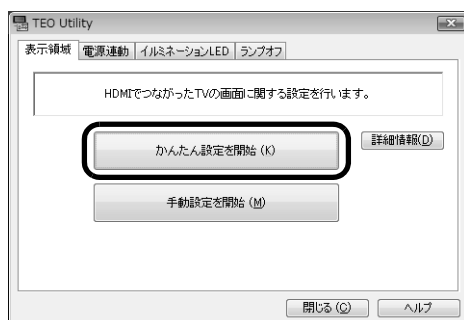 TEO Utility
表示領域 電源連動 イルミネーションLED ランプオフ
HDMIでつながったTVの画面に関する設定を行います。
かんたん設定を開始 (K)
詳細情報(D)
手動設定を開始 (M)
閉じる (C) ヘルプ